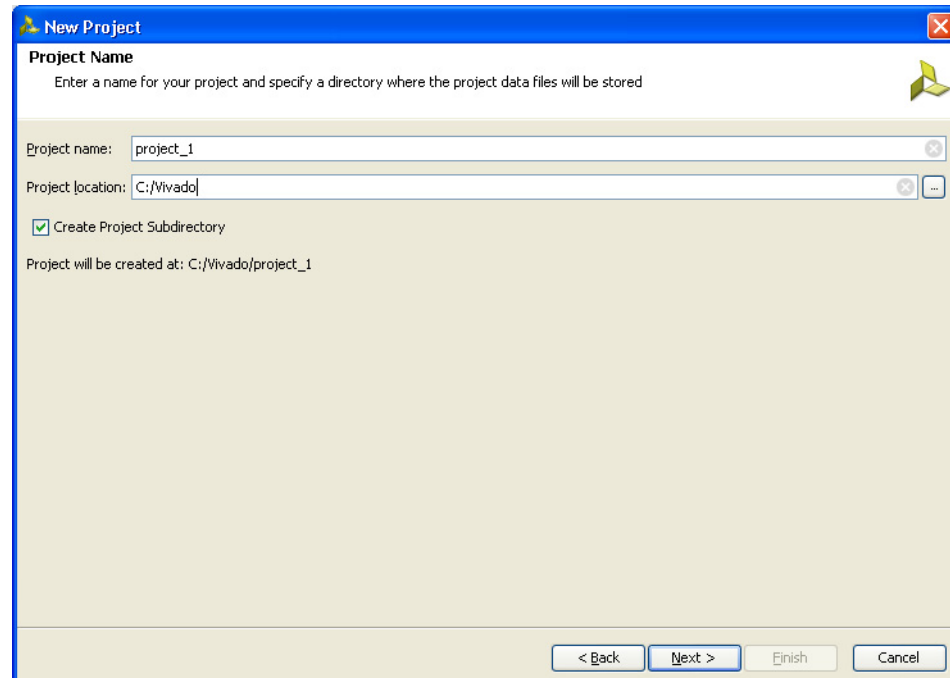 New Project
Project Name
Enter a name for your project and specify a directory where the project data files will be stored
Project name: project_1
Project location: C:/Vivado ...
Create Project Subdirectory
Project will be created at: C:/Vivado/project_1
< Back Next > Finish Cancel